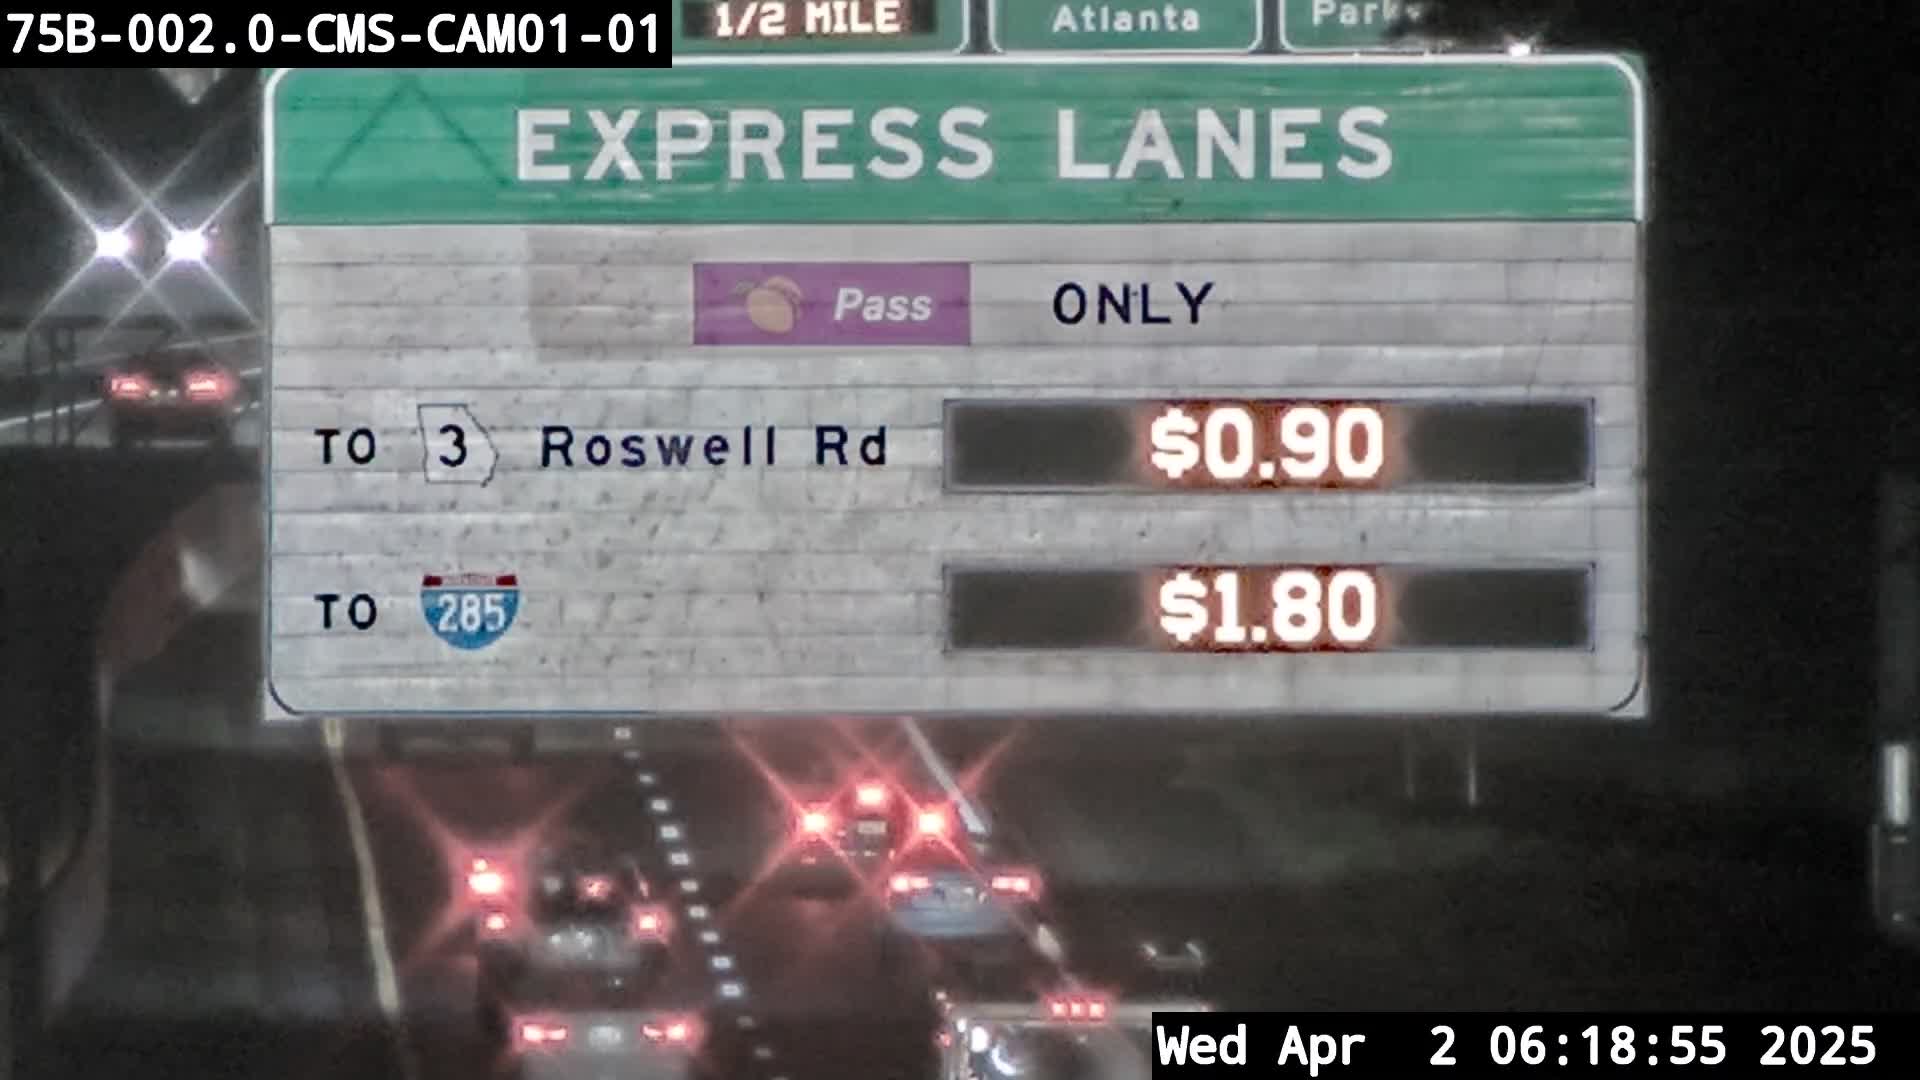 75B-002.0-CMS-CAM01-01
1/2 MILE
Atlanta
EXPRESS LANES
Pass ONLY
TO 3 Roswell Rd $0.90
TO 285 $1.80
Wed Apr 2 06:18:55 2025